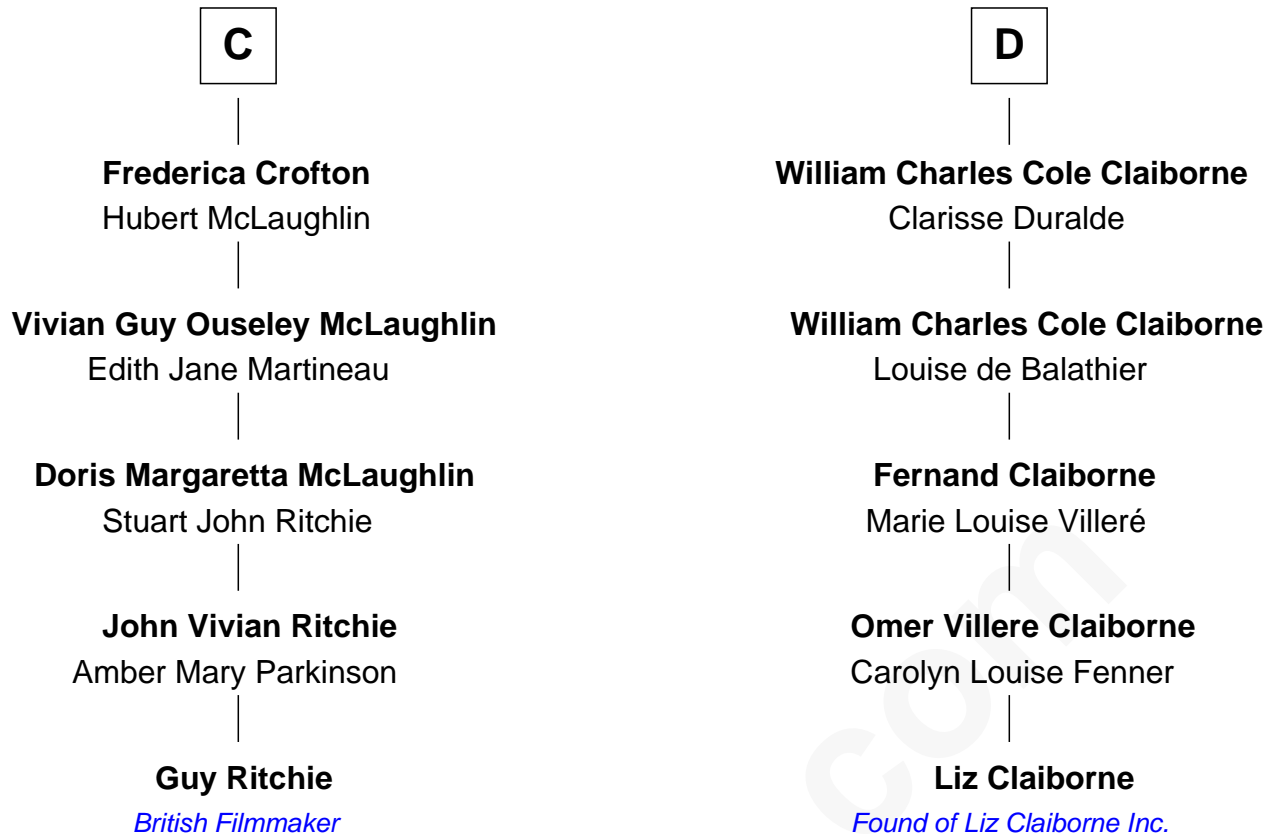 C
Frederica Crofton
Hubert McLaughlin
Vivian Guy Ouseley McLaughlin
Edith Jane Martineau
Doris Margaretta McLaughlin
Stuart John Ritchie
John Vivian Ritchie
Amber Mary Parkinson
Guy Ritchie
British Filmmaker
D
William Charles Cole Claiborne
Clarisse Duralde
William Charles Cole Claiborne
Louise de Balathier
Fernand Claiborne
Marie Louise Villeré
Omer Villere Claiborne
Carolyn Louise Fenner
Liz Claiborne
Found of Liz Claiborne Inc.
com